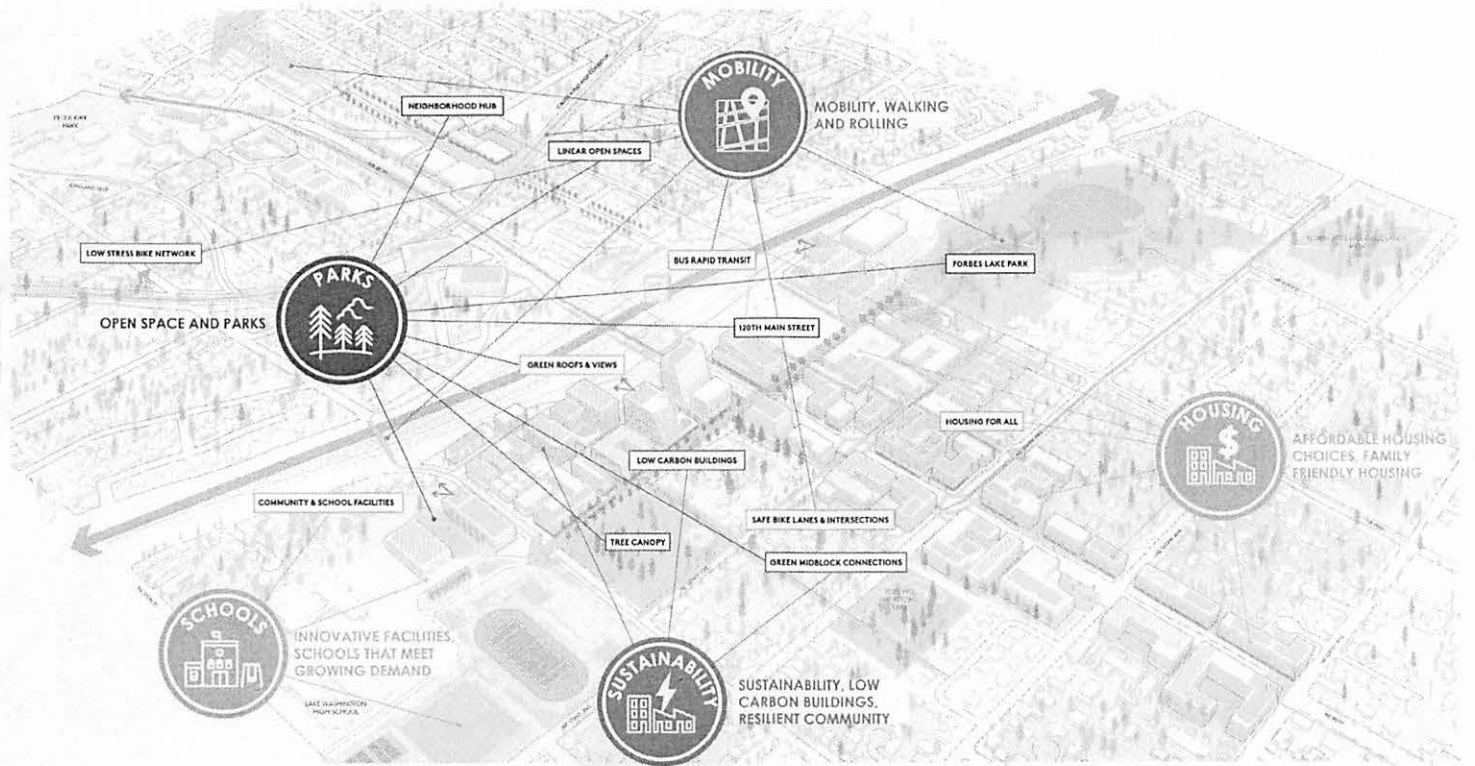 MOBILITY
MOBILITY, WALKING
AND ROLLING
NEIGHBORHOOD HUB
PETER KIRK
PARK
LINEAR OPEN SPACES
LOW STRESS BIKE NETWORK
BUS RAPID TRANSIT
FORBES LAKE PARK
PARKS
OPEN SPACE AND PARKS
120TH MAIN STREET
GREEN ROOFS & VIEWS
HOUSING FOR ALL
HOUSING
AFFORDABLE HOUSING
CHOICES, FAMILY
FRIENDLY HOUSING
LOW CARBON BUILDINGS
COMMUNITY & SCHOOL FACILITIES
SAFE BIKE LANES & INTERSECTIONS
TREE CANOPY
GREEN MIDBLOCK CONNECTIONS
SCHOOLS
INNOVATIVE FACILITIES,
SCHOOLS THAT MEET
GROWING DEMAND
LAKE WASHINGTON
HIGH SCHOOL
SUSTAINABILITY
SUSTAINABILITY, LOW
CARBON BUILDINGS,
RESILIENT COMMUNITY